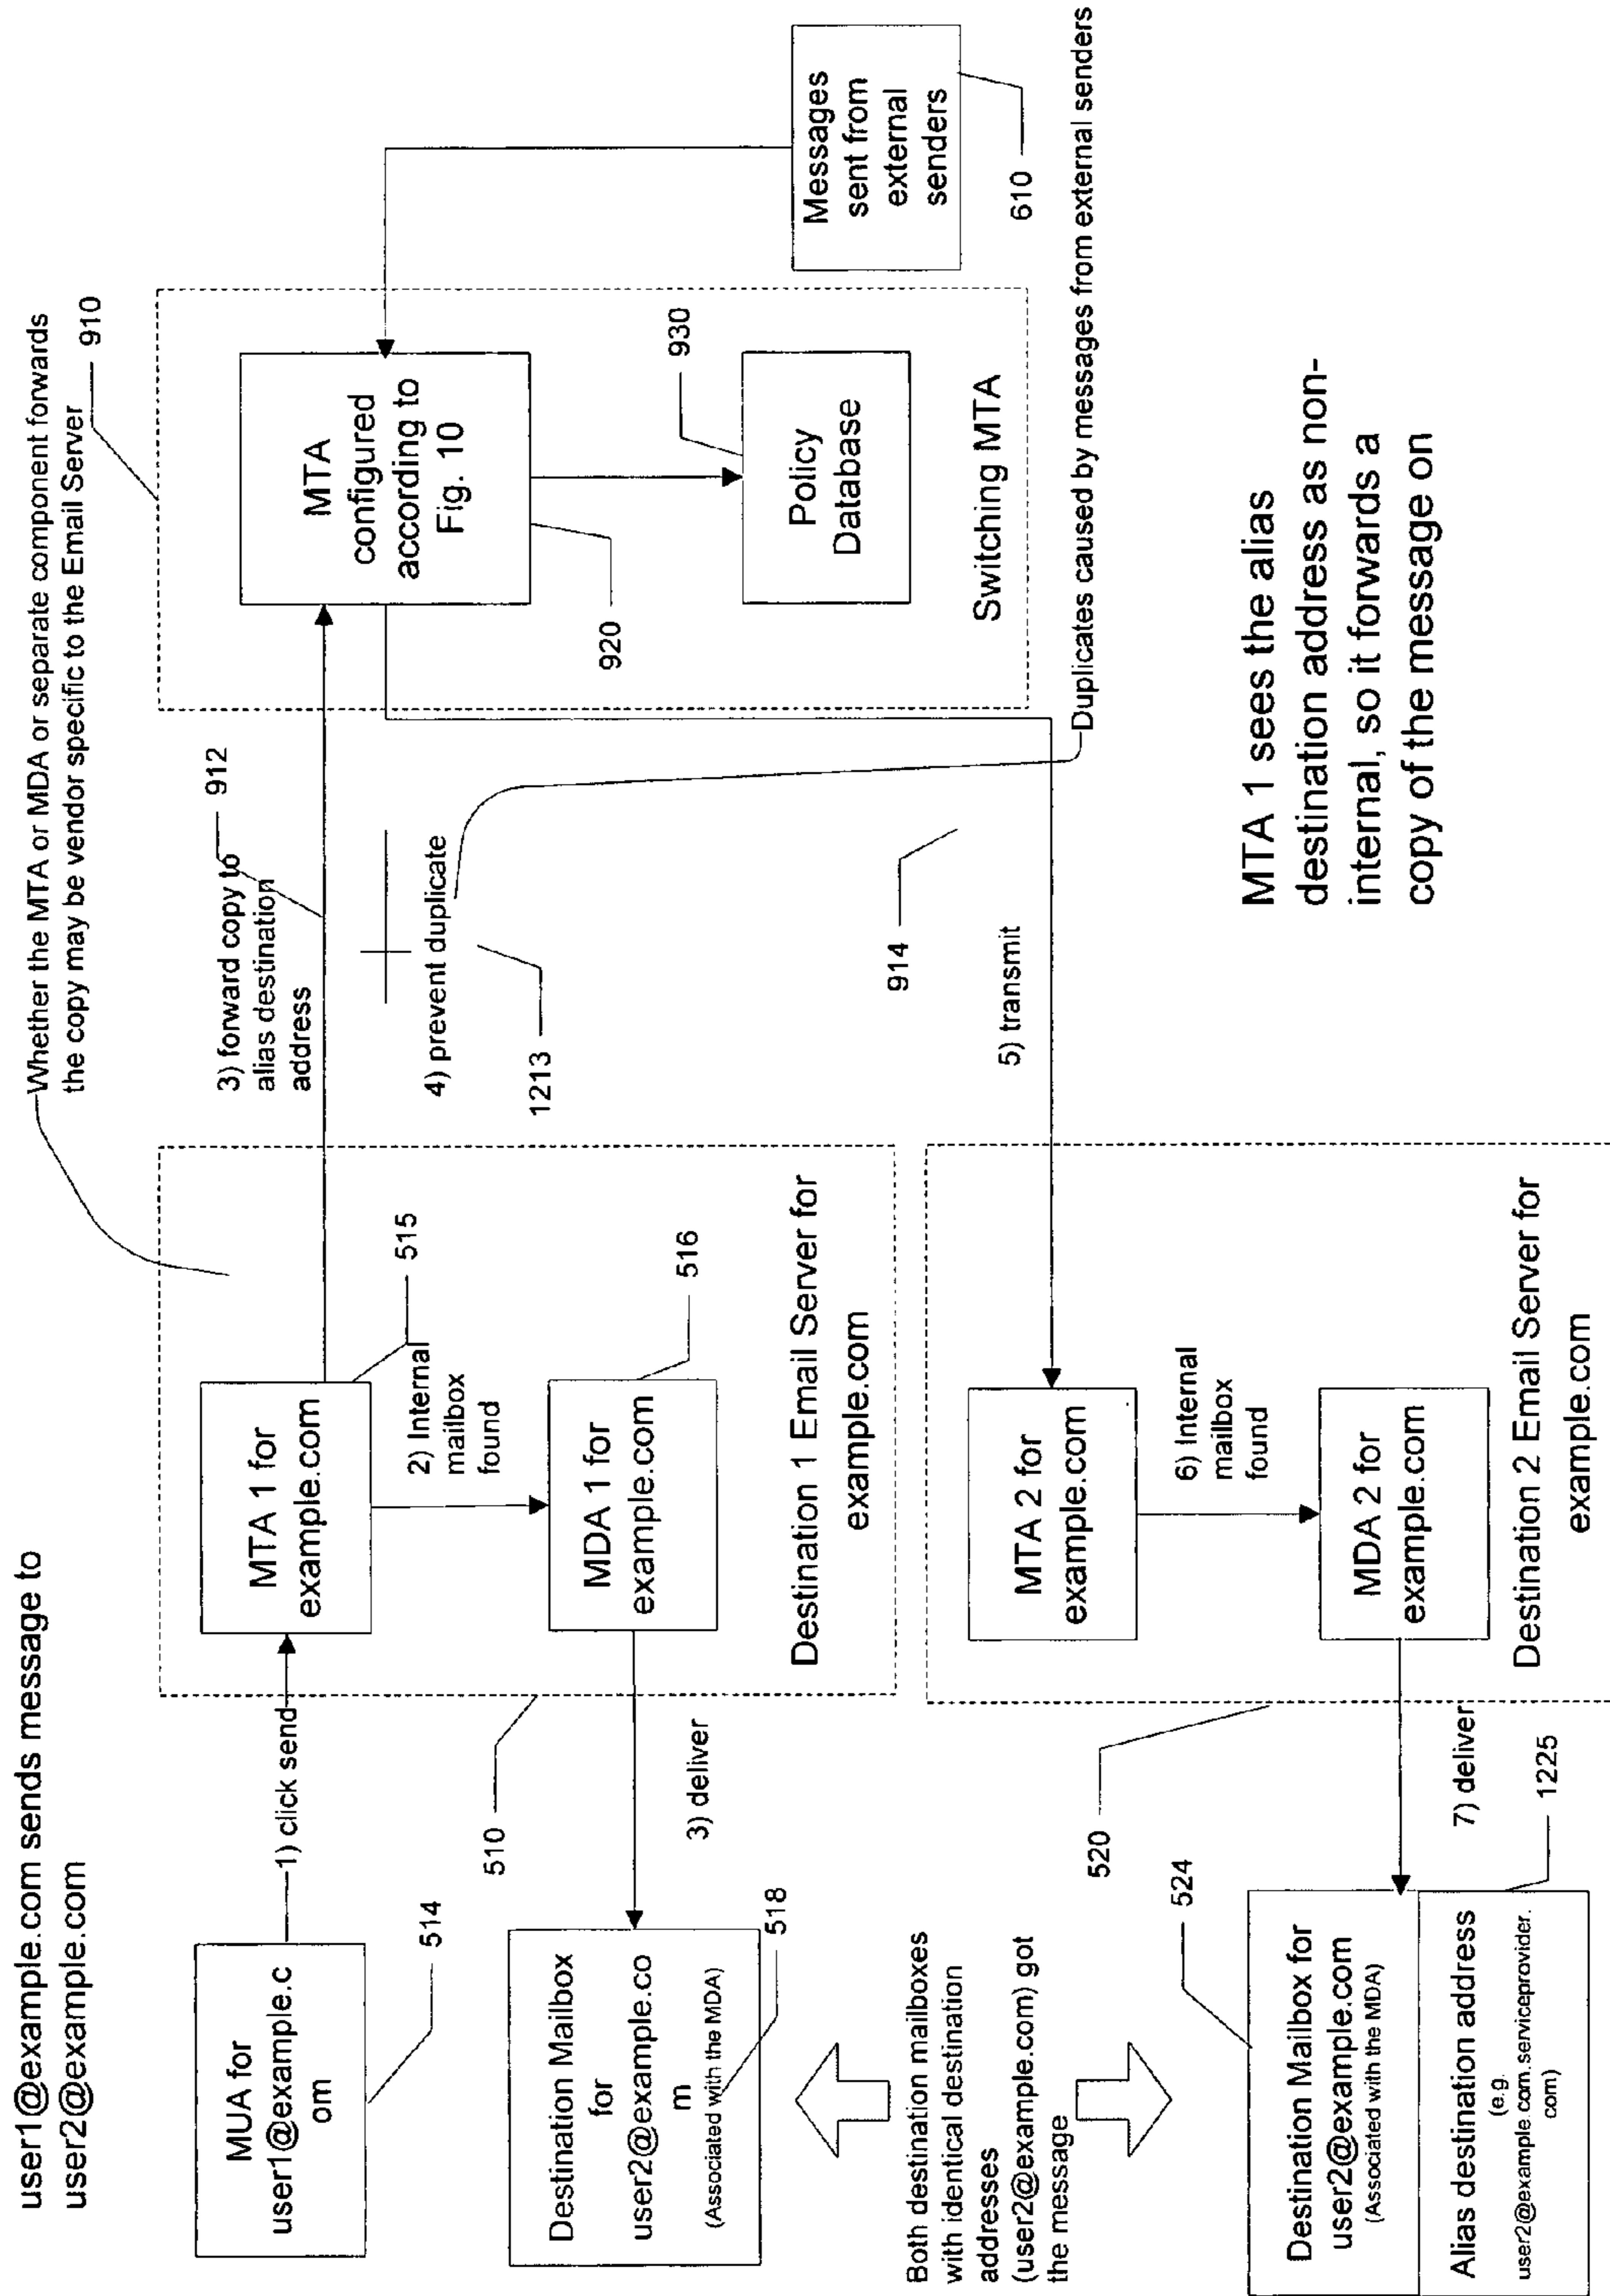 user1@example.com sends message to
user2@example.com
Whether the MTA or MDA or separate component forwards
the copy may be vendor specific to the Email Server
910
MUA for
user1@example.c
om
514
1) click send
MTA 1 for
example.com
515
2) Internal
mailbox
found
3) forward copy to
alias destination
address
912
MTA
configured
according to
Fig. 10
920
930
Policy
Database
Switching MTA
Messages
sent from
external
senders
610
4) prevent duplicate
1213
Duplicates caused by messages from external senders
MDA 1 for
example.com
516
Destination 1 Email Server for
example.com
510
3) deliver
Destination Mailbox
for
user2@example.co
m
(Associated with the MDA)
518
Both destination mailboxes
with identical destination
addresses
(user2@example.com) got
the message
914
5) transmit
MTA 2 for
example.com
6) Internal
mailbox
found
MDA 2 for
example.com
Destination 2 Email Server for
example.com
520
7) deliver
524
Destination Mailbox for
user2@example.com
(Associated with the MDA)
Alias destination address
(e.g.
user2@example.com.serviceprovider.
com)
1225
MTA 1 sees the alias
destination address as non-
internal, so it forwards a
copy of the message on